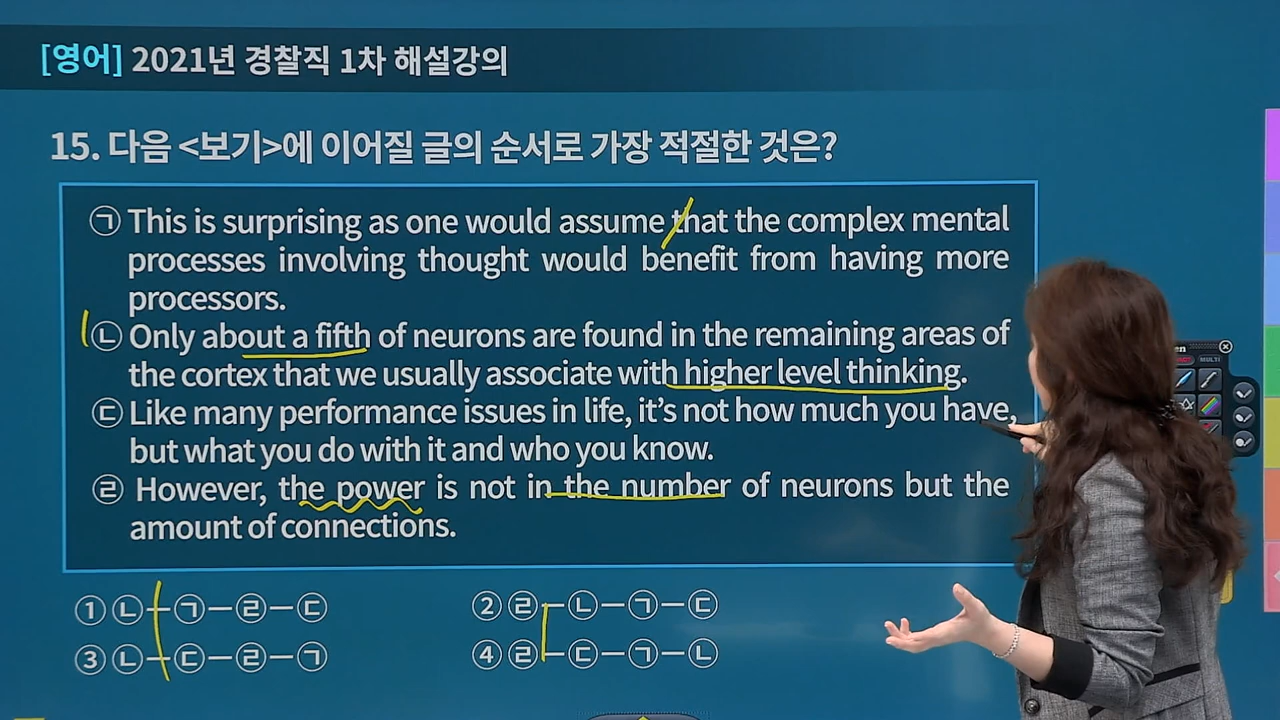 [영어] 2021년 경찰직 1차 해설강의
15. 다음 <보기>에 이어질 글의 순서로 가장 적절한 것은?
㉠ This is surprising as one would assume that the complex mental
processes involving thought would benefit from having more
processors.
㉡ Only about a fifth of neurons are found in the remaining areas of
the cortex that we usually associate with higher level thinking.
㉢ Like many performance issues in life, it's not how much you have,
but what you do with it and who you know.
㉣ However, the power is not in the number of neurons but the
amount of connections.
① ㉡-㉠-㉣-㉢
② ㉣-㉡-㉠-㉢
③ ㉡-㉢-㉣-㉠
④ ㉣-㉢-㉠-㉡
MULTI